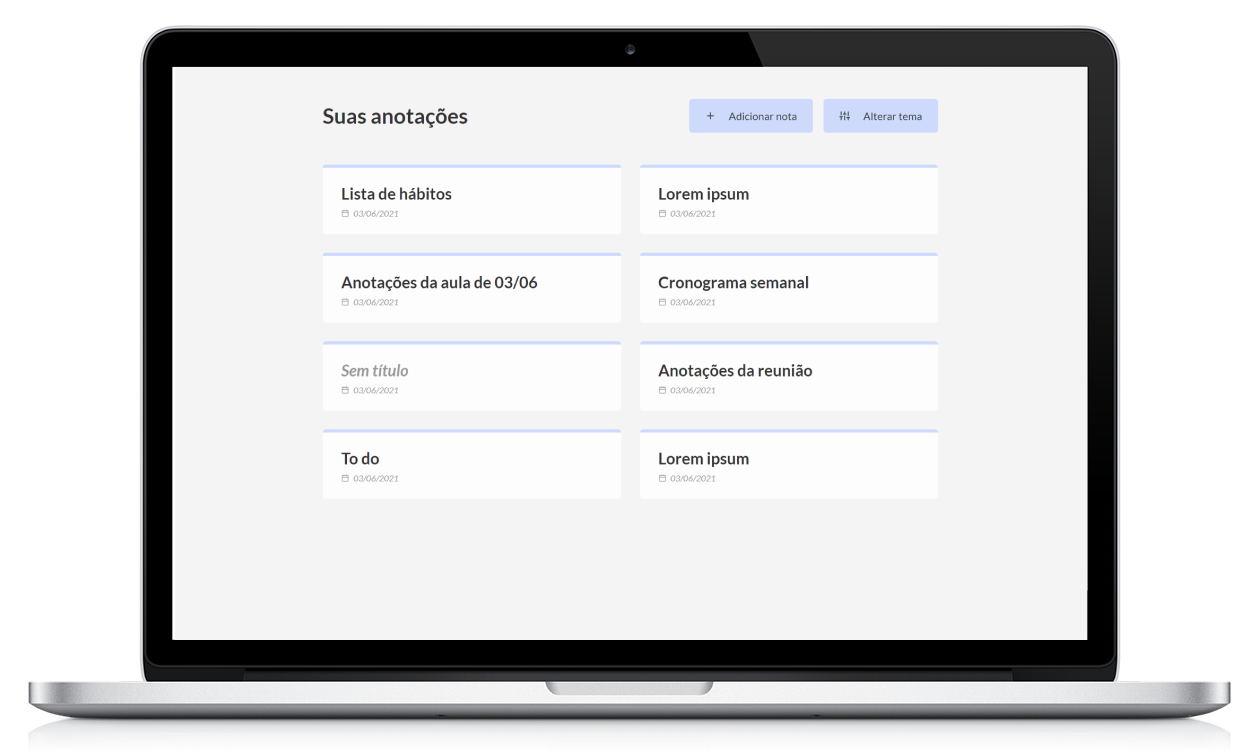 Suas anotações
Adicionar nota
Alterar tema
Lista de hábitos
03/06/2021
Lorem ipsum
03/06/2021
Anotações da aula de 03/06
03/06/2021
Cronograma semanal
03/06/2021
Sem título
03/06/2021
Anotações da reunião
03/06/2021
To do
03/06/2021
Lorem ipsum
03/06/2021